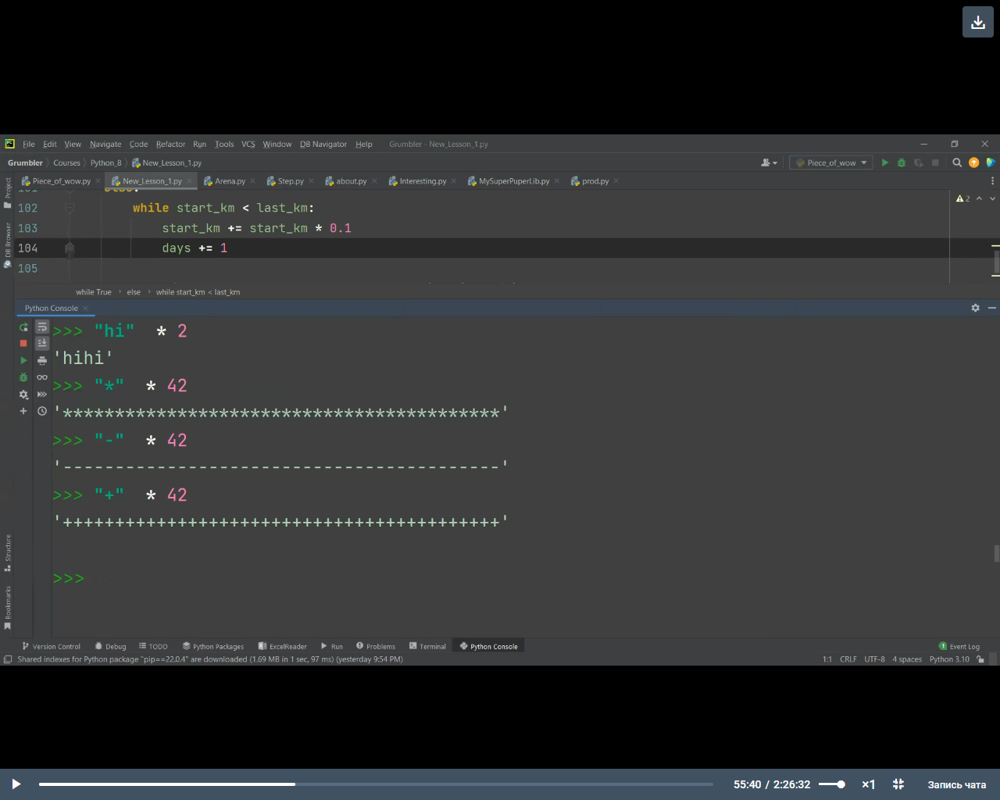 File Edit View Navigate Code Refactor Run Tools VCS Window DB Navigator Help Grumbler - New_Lesson_1.py
Grumbler Courses Python_8 New_Lesson_1.py Piece_of_wow
Project
Piece_of_wow.py New_Lesson_1.py Arena.py Step.py about.py Interesting.py MySuperPuperLib.py prod.py
102 while start_km < last_km: 2
103 start_km += start_km * 0.1
DB Browser
104 days += 1
105
while True else while start_km < last_km
Python Console
>>> "hi"  * 2
'hihi'
>>> "*"  * 42
'******************************************'
>>> "-"  * 42
'------------------------------------------'
>>> "+"  * 42
'++++++++++++++++++++++++++++++++++++++++++'
Structure
>>>
Bookmarks
Version Control Debug TODO Python Packages ExcelReader Run Problems Terminal Python Console 1 Event Log
Shared indexes for Python package "pip==22.0.4" are downloaded (1.69 MB in 1 sec, 97 ms) (yesterday 9:54 PM) 1:1 CRLF UTF-8 4 spaces Python 3.10
55:40 / 2:26:32 ×1 Запись чата